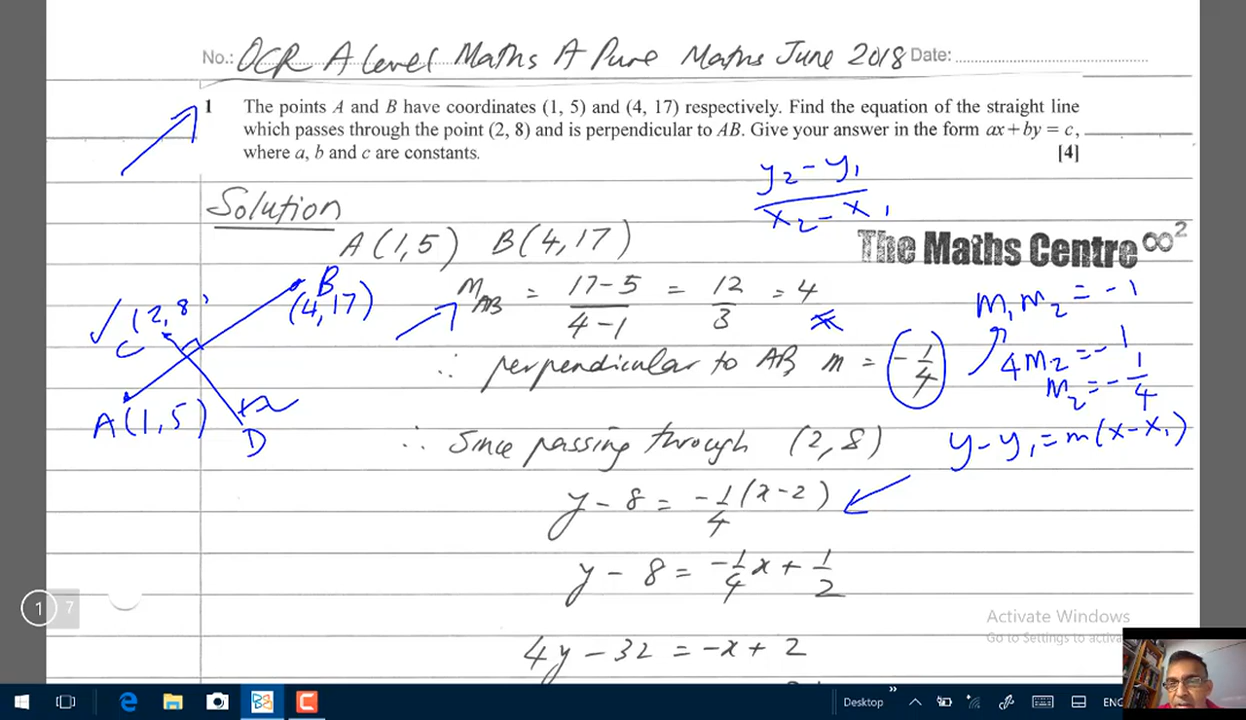 No.: OCR A level Maths A Pure Maths June 2018 Date:
1 The points A and B have coordinates (1, 5) and (4, 17) respectively. Find the equation of the straight line
which passes through the point (2, 8) and is perpendicular to AB. Give your answer in the form ax + by = c,
where a, b and c are constants. [4]
y₂ - y₁
x₂ - x₁
Solution
A (1,5) B(4,17)
The Maths Centre ∞²
B
(4,17)
(2,8)
C
A(1,5)
D
m_AB = 17-5 / 4-1 = 12 / 3 = 4
m₁m₂ = -1
4m₂ = -1
m₂ = -1/4
∴ perpendicular to AB, m = (-1/4)
∴ Since passing through (2, 8)
y - y₁ = m(x - x₁)
y - 8 = -1/4 (x - 2)
y - 8 = -1/4 x + 1/2
4y - 32 = -x + 2
1 7
Activate Windows
Go to Settings to activa
Desktop
ENG